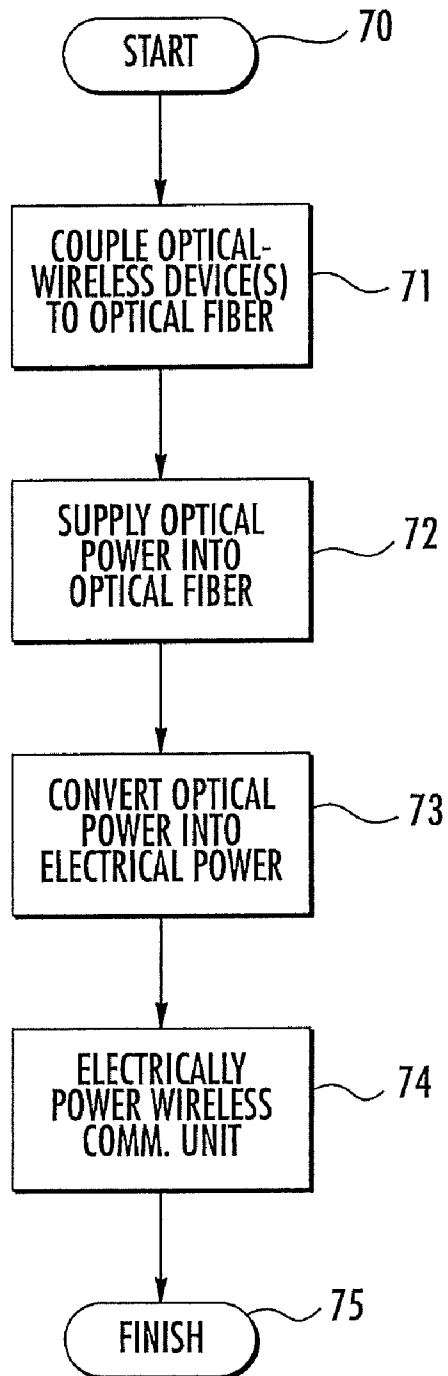 START
70
COUPLE OPTICAL-
WIRELESS DEVICE(S)
TO OPTICAL FIBER
71
SUPPLY OPTICAL
POWER INTO
OPTICAL FIBER
72
CONVERT OPTICAL
POWER INTO
ELECTRICAL POWER
73
ELECTRICALLY
POWER WIRELESS
COMM. UNIT
74
FINISH
75